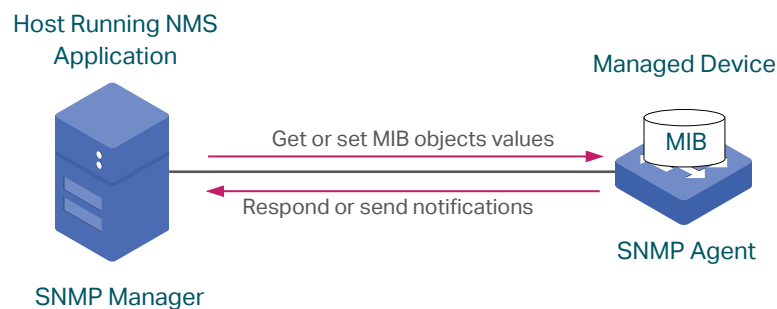 Host Running NMS
Application
Managed Device
MIB
Get or set MIB objects values
Respond or send notifications
SNMP Agent
SNMP Manager